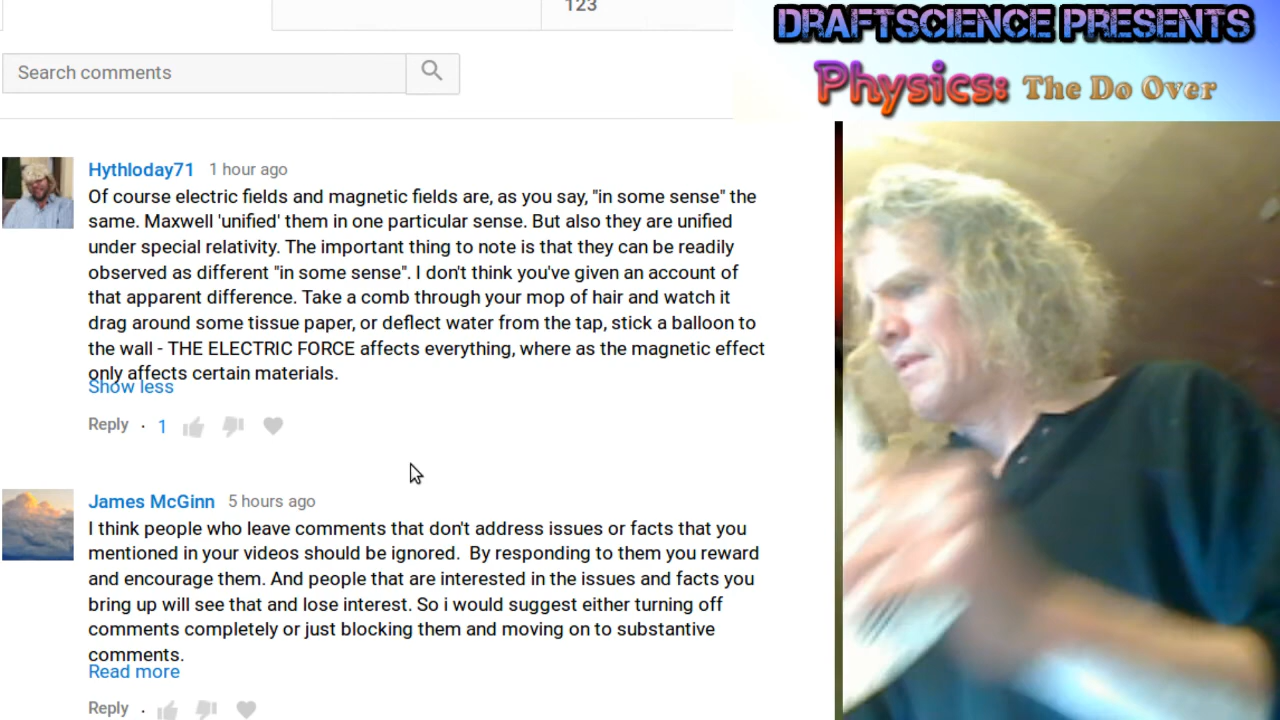 123
DRAFTSCIENCE PRESENTS
Physics: The Do Over
Search comments
Hythloday71 1 hour ago
Of course electric fields and magnetic fields are, as you say, "in some sense" the
same. Maxwell 'unified' them in one particular sense. But also they are unified
under special relativity. The important thing to note is that they can be readily
observed as different "in some sense". I don't think you've given an account of
that apparent difference. Take a comb through your mop of hair and watch it
drag around some tissue paper, or deflect water from the tap, stick a balloon to
the wall - THE ELECTRIC FORCE affects everything, where as the magnetic effect
only affects certain materials.
Show less
Reply · 1
James McGinn 5 hours ago
I think people who leave comments that don't address issues or facts that you
mentioned in your videos should be ignored.  By responding to them you reward
and encourage them. And people that are interested in the issues and facts you
bring up will see that and lose interest. So i would suggest either turning off
comments completely or just blocking them and moving on to substantive
comments.
Read more
Reply ·